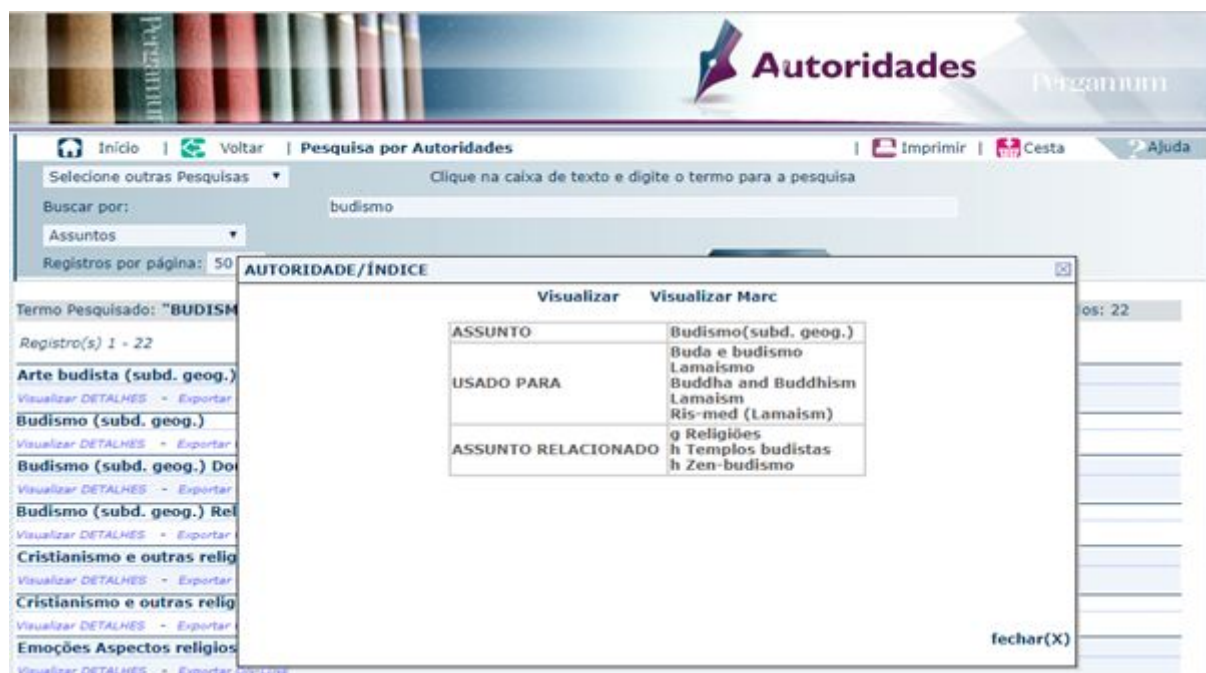 Pergamum
Autoridades
Pergamum
Início | Voltar | Pesquisa por Autoridades | Imprimir | Cesta Ajuda
Selecione outras Pesquisas Clique na caixa de texto e digite o termo para a pesquisa
Buscar por: budismo
Assuntos
Registros por página: 50
AUTORIDADE/ÍNDICE
Visualizar Visualizar Marc
Termo Pesquisado: "BUDISM os: 22
ASSUNTO Budismo(subd. geog.)
Registro(s) 1 - 22
USADO PARA Buda e budismo
Lamaismo
Buddha and Buddhism
Lamaism
Ris-med (Lamaism)
ASSUNTO RELACIONADO g Religiões
h Templos budistas
h Zen-budismo
Arte budista (subd. geog.)
Visualizar DETALHES - Exportar
Budismo (subd. geog.)
Visualizar DETALHES - Exportar
Budismo (subd. geog.) Dou
Visualizar DETALHES - Exportar
Budismo (subd. geog.) Rel
Visualizar DETALHES - Exportar
Cristianismo e outras relig
Visualizar DETALHES - Exportar
Cristianismo e outras relig
Visualizar DETALHES - Exportar
Emoções Aspectos religios
Visualizar DETALHES - Exportar
fechar(X)